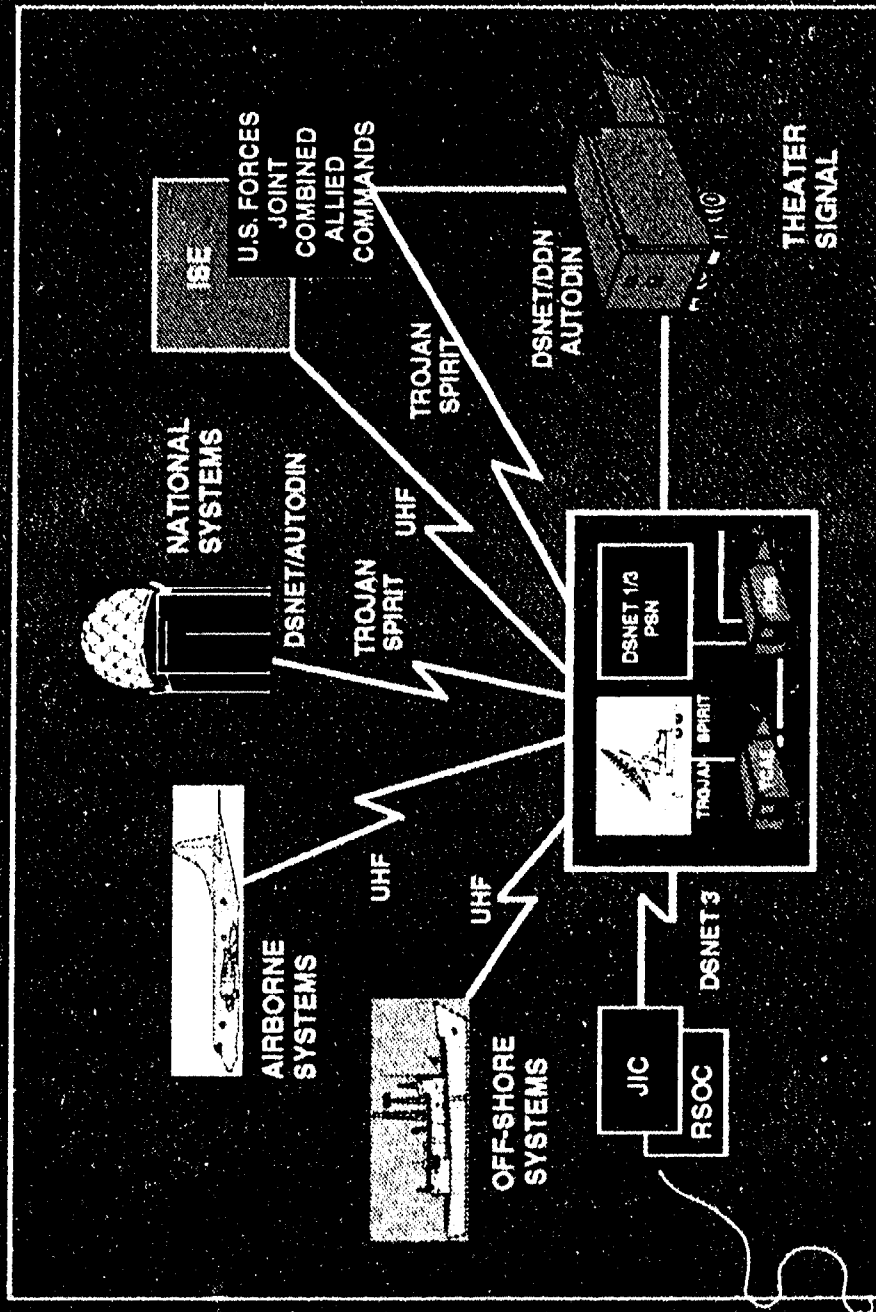 AIRBORNE
SYSTEMS
NATIONAL
SYSTEMS
ISE
U.S. FORCES
JOINT
COMBINED
ALLIED
COMMANDS
DSNET/AUTODIN
TROJAN
SPIRIT
UHF
TROJAN
SPIRIT
UHF
OFF-SHORE
SYSTEMS
UHF
DSNET/DDN
AUTODIN
THEATER
SIGNAL
JIC
RSOC
DSNET 3
TROJAN SPIRIT
DSNET 1/3
PSN